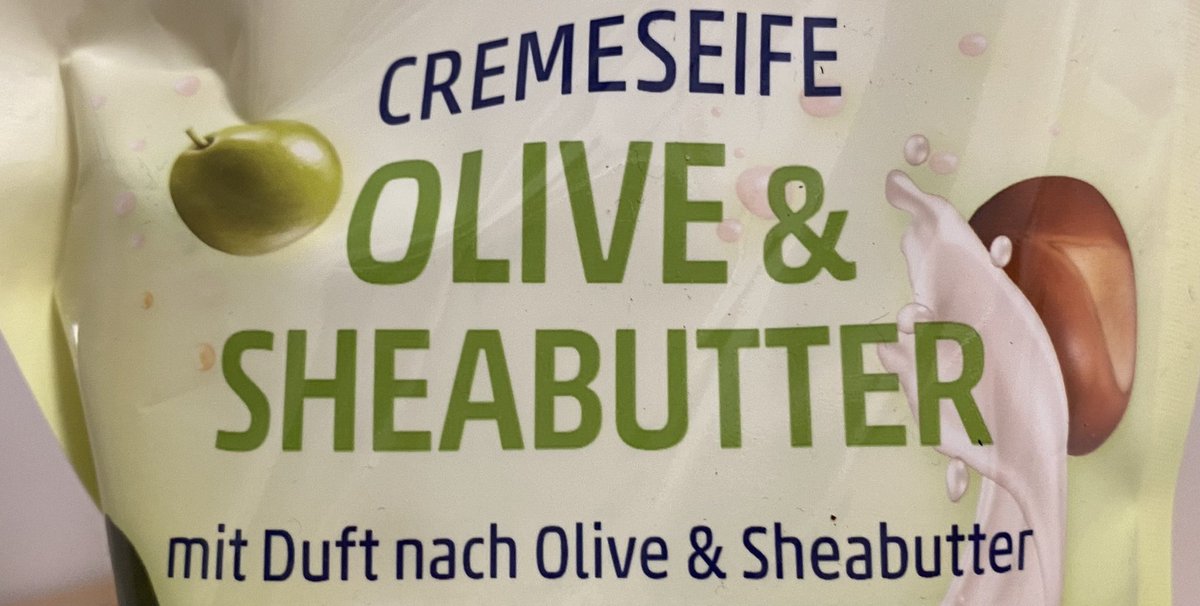 CREMESEIFE
OLIVE &
SHEABUTTER
mit Duft nach Olive & Sheabutter